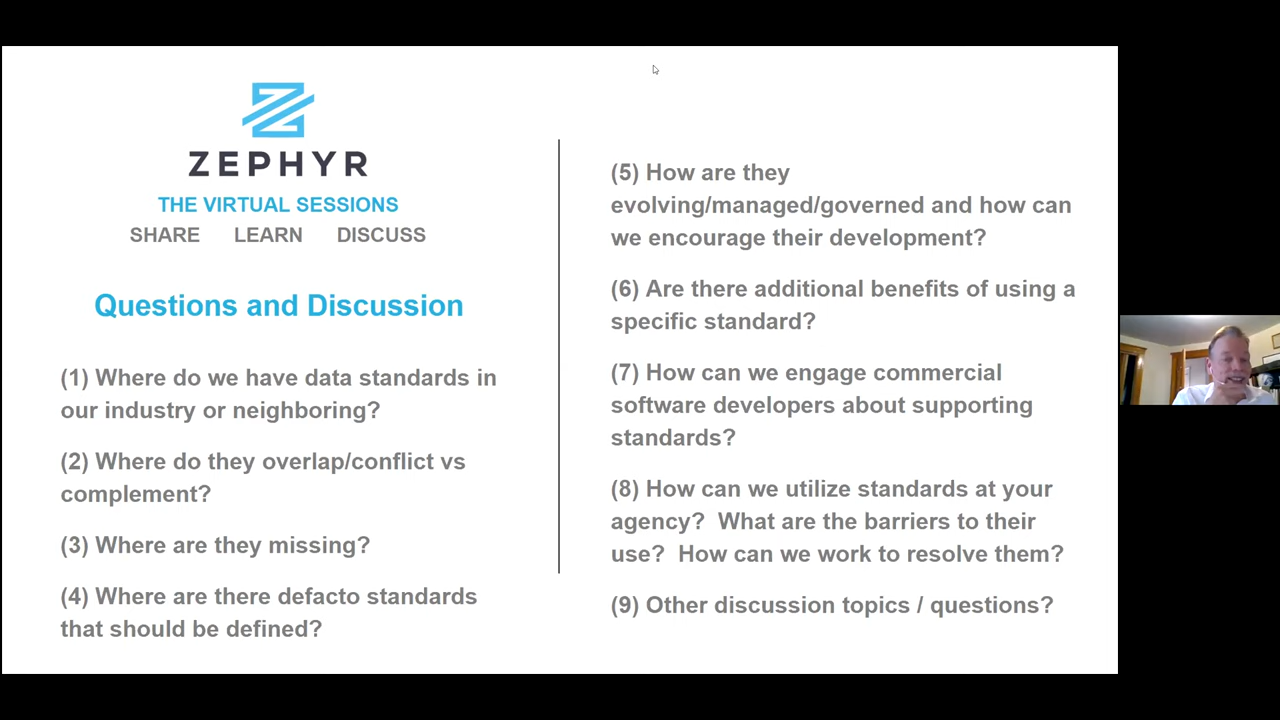 ZEPHYR
THE VIRTUAL SESSIONS
SHARE LEARN DISCUSS
Questions and Discussion
(1) Where do we have data standards in
our industry or neighboring?
(2) Where do they overlap/conflict vs
complement?
(3) Where are they missing?
(4) Where are there defacto standards
that should be defined?
(5) How are they
evolving/managed/governed and how can
we encourage their development?
(6) Are there additional benefits of using a
specific standard?
(7) How can we engage commercial
software developers about supporting
standards?
(8) How can we utilize standards at your
agency?  What are the barriers to their
use?  How can we work to resolve them?
(9) Other discussion topics / questions?